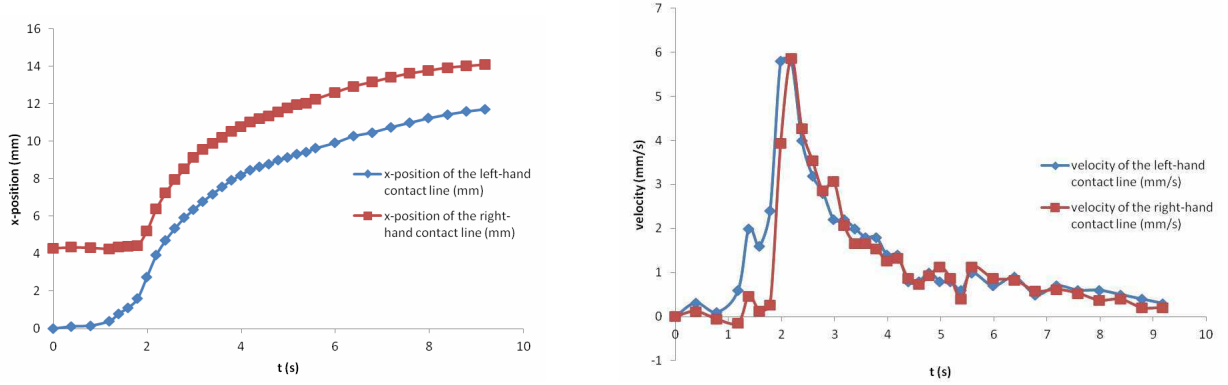 16
14
12
10
8
6
4
2
0
x-position (mm)
0 2 4 6 8 10
t (s)
x-position of the left-hand
contact line (mm)
x-position of the right-
hand contact line (mm)
7
6
5
4
3
2
1
0
-1
velocity (mm/s)
0 1 2 3 4 5 6 7 8 9 10
t (s)
velocity of the left-hand
contact line (mm/s)
velocity of the right-hand
contact line (mm/s)